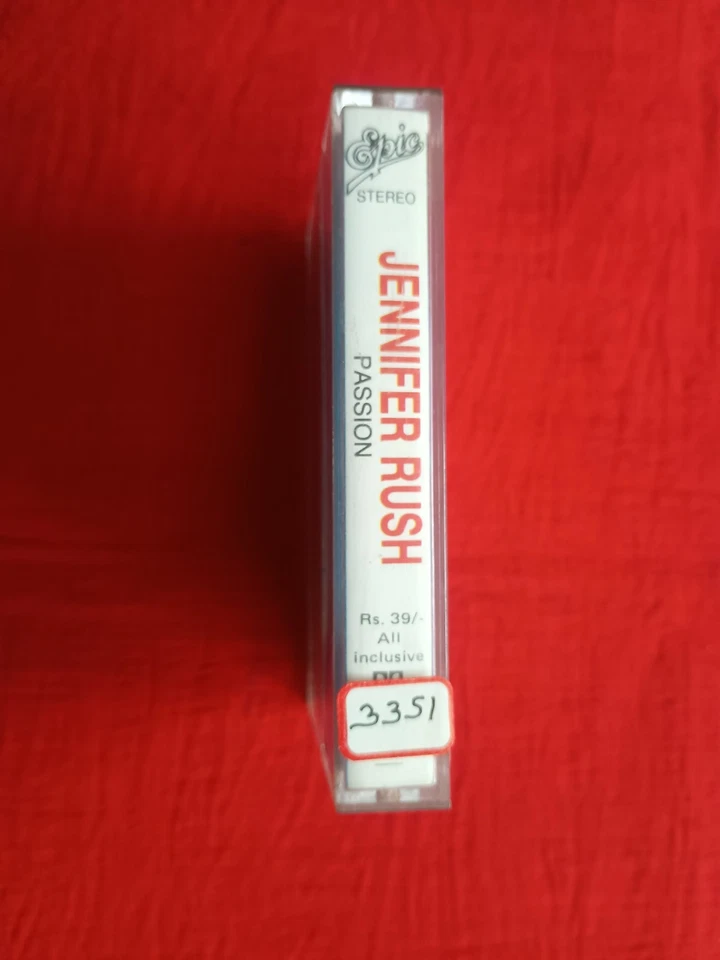 Epic
STEREO
JENNIFER RUSH
PASSION
Rs. 39/-
All
inclusive
3351